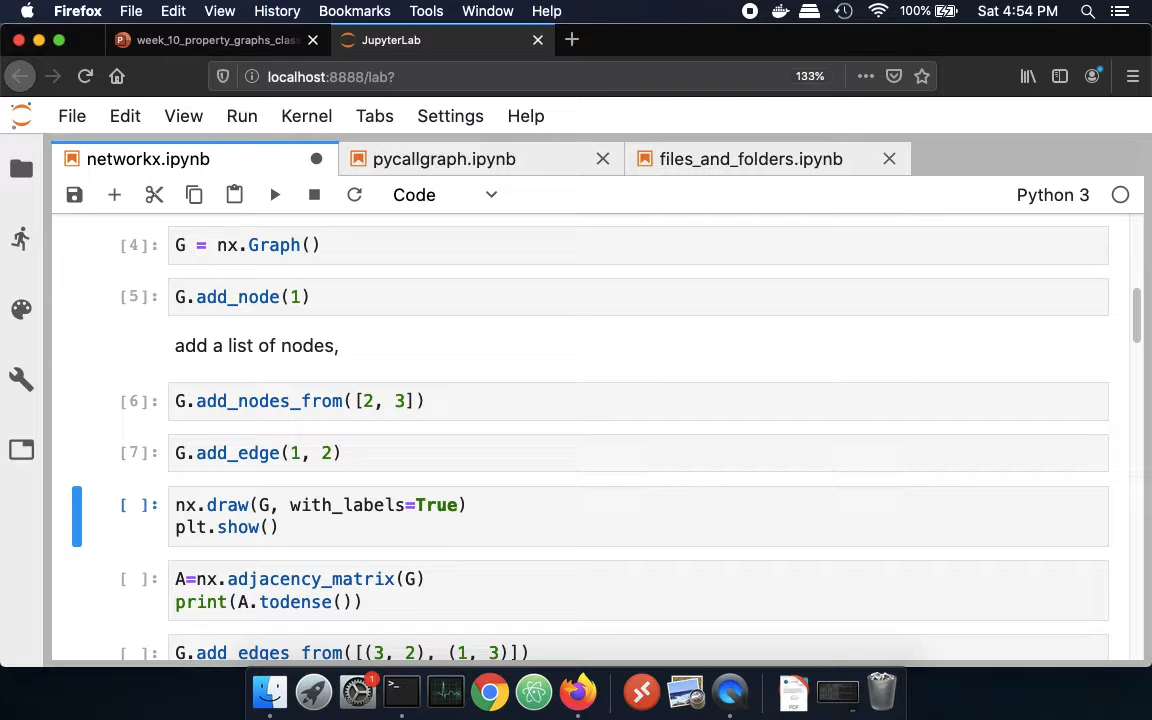 Firefox File Edit View History Bookmarks Tools Window Help 100% Sat 4:54 PM
week_10_property_graphs_clas JupyterLab
localhost:8888/lab? 133%
File Edit View Run Kernel Tabs Settings Help
networkx.ipynb pycallgraph.ipynb files_and_folders.ipynb
Code Python 3
[4]: G = nx.Graph()
[5]: G.add_node(1)
add a list of nodes,
[6]: G.add_nodes_from([2, 3])
[7]: G.add_edge(1, 2)
[ ]: nx.draw(G, with_labels=True)
plt.show()
[ ]: A=nx.adjacency_matrix(G)
print(A.todense())
[ ]: G.add_edges_from([(3, 2), (1, 3)])
1
PDF